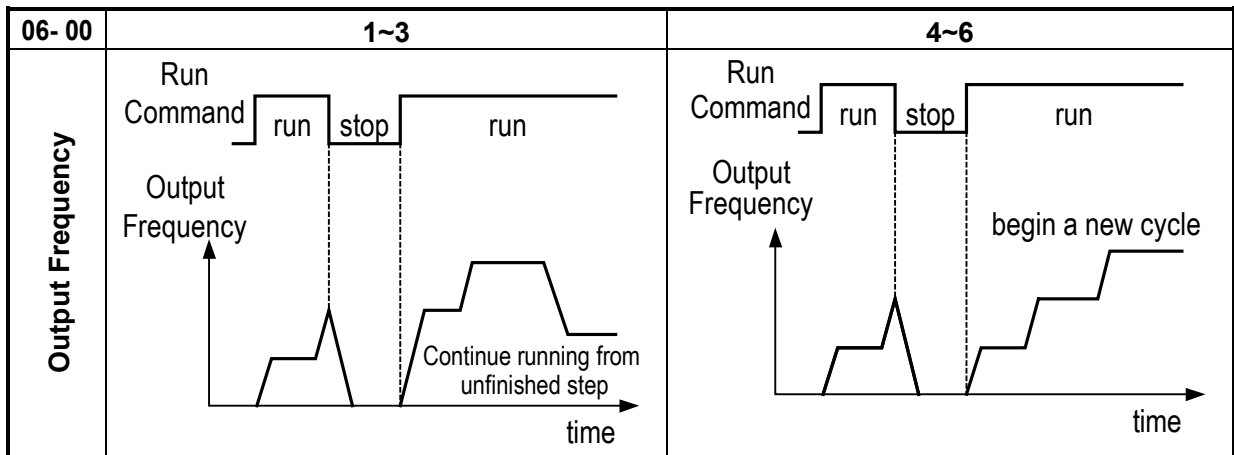 06- 00
1~3
4~6
Output Frequency
Run
Command
run
stop
run
Output
Frequency
Continue running from
unfinished step
time
Run
Command
run
stop
run
Output
Frequency
begin a new cycle
time